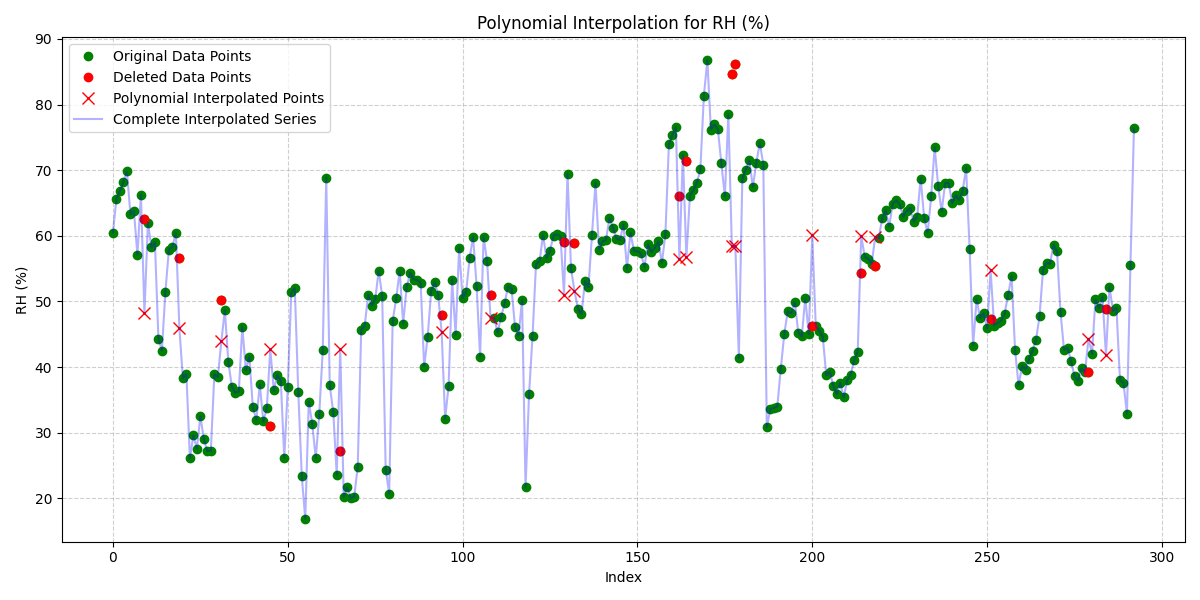 Polynomial Interpolation for RH (%)
Original Data Points
Deleted Data Points
Polynomial Interpolated Points
Complete Interpolated Series
RH (%)
90
80
70
60
50
40
30
20
0 50 100 150 200 250 300
Index